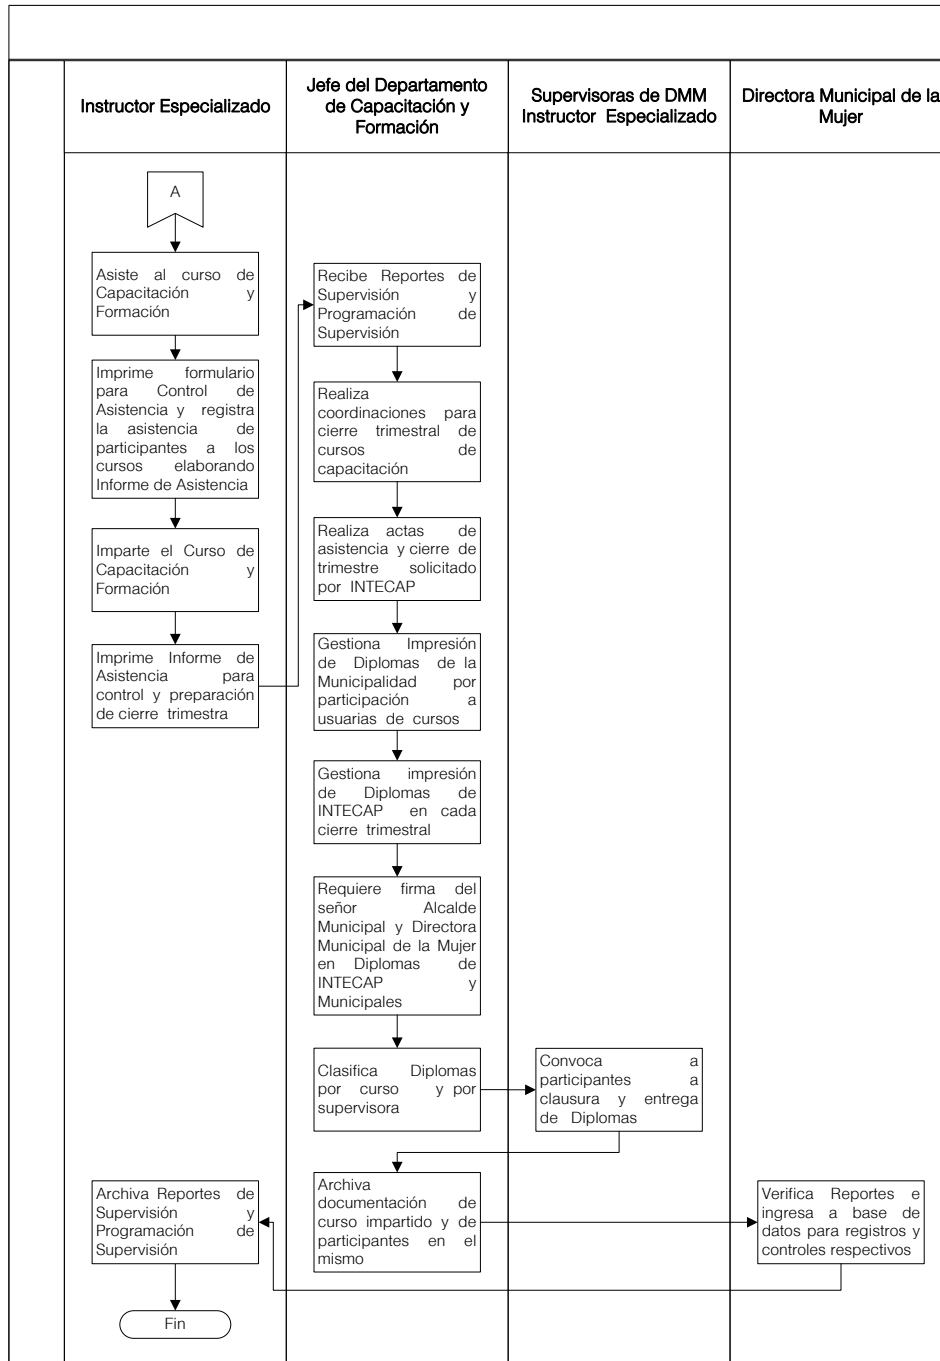 Instructor Especializado
Jefe del Departamento
de Capacitación y
Formación
Supervisoras de DMM
Instructor Especializado
Directora Municipal de la
Mujer
A
Asiste al curso de
Capacitación y
Formación
Imprime formulario
para Control de
Asistencia y registra
la asistencia de
participantes a los
cursos elaborando
Informe de Asistencia
Imparte el Curso de
Capacitación y
Formación
Imprime Informe de
Asistencia para
control y preparación
de cierre trimestra
Recibe Reportes de
Supervisión y
Programación de
Supervisión
Realiza
coordinaciones para
cierre trimestral de
cursos de
capacitación
Realiza actas de
asistencia y cierre de
trimestre solicitado
por INTECAP
Gestiona Impresión
de Diplomas de la
Municipalidad por
participación a
usuarias de cursos
Gestiona impresión
de Diplomas de
INTECAP en cada
cierre trimestral
Requiere firma del
señor Alcalde
Municipal y Directora
Municipal de la Mujer
en Diplomas de
INTECAP y
Municipales
Clasifica Diplomas
por curso y por
supervisora
Convoca a
participantes a
clausura y entrega
de Diplomas
Archiva
documentación de
curso impartido y de
participantes en el
mismo
Verifica Reportes e
ingresa a base de
datos para registros y
controles respectivos
Archiva Reportes de
Supervisión y
Programación de
Supervisión
Fin